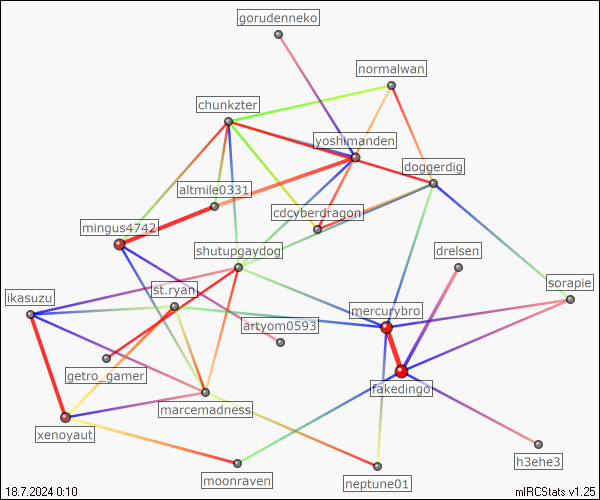 gorudenneko
normalwan
chunkzter
yoshimanden
doggerdig
altmile0331
cdcyberdragon
mingus4742
shutupgaydog
drelsen
sorapie
st.ryan
ikasuzu
mercurybro
artyom0593
getro_gamer
fakedingo
marcemadness
xenoyaut
h3ehe3
moonraven
neptune01
18.7.2024 0:10
mIRCStats v1.25